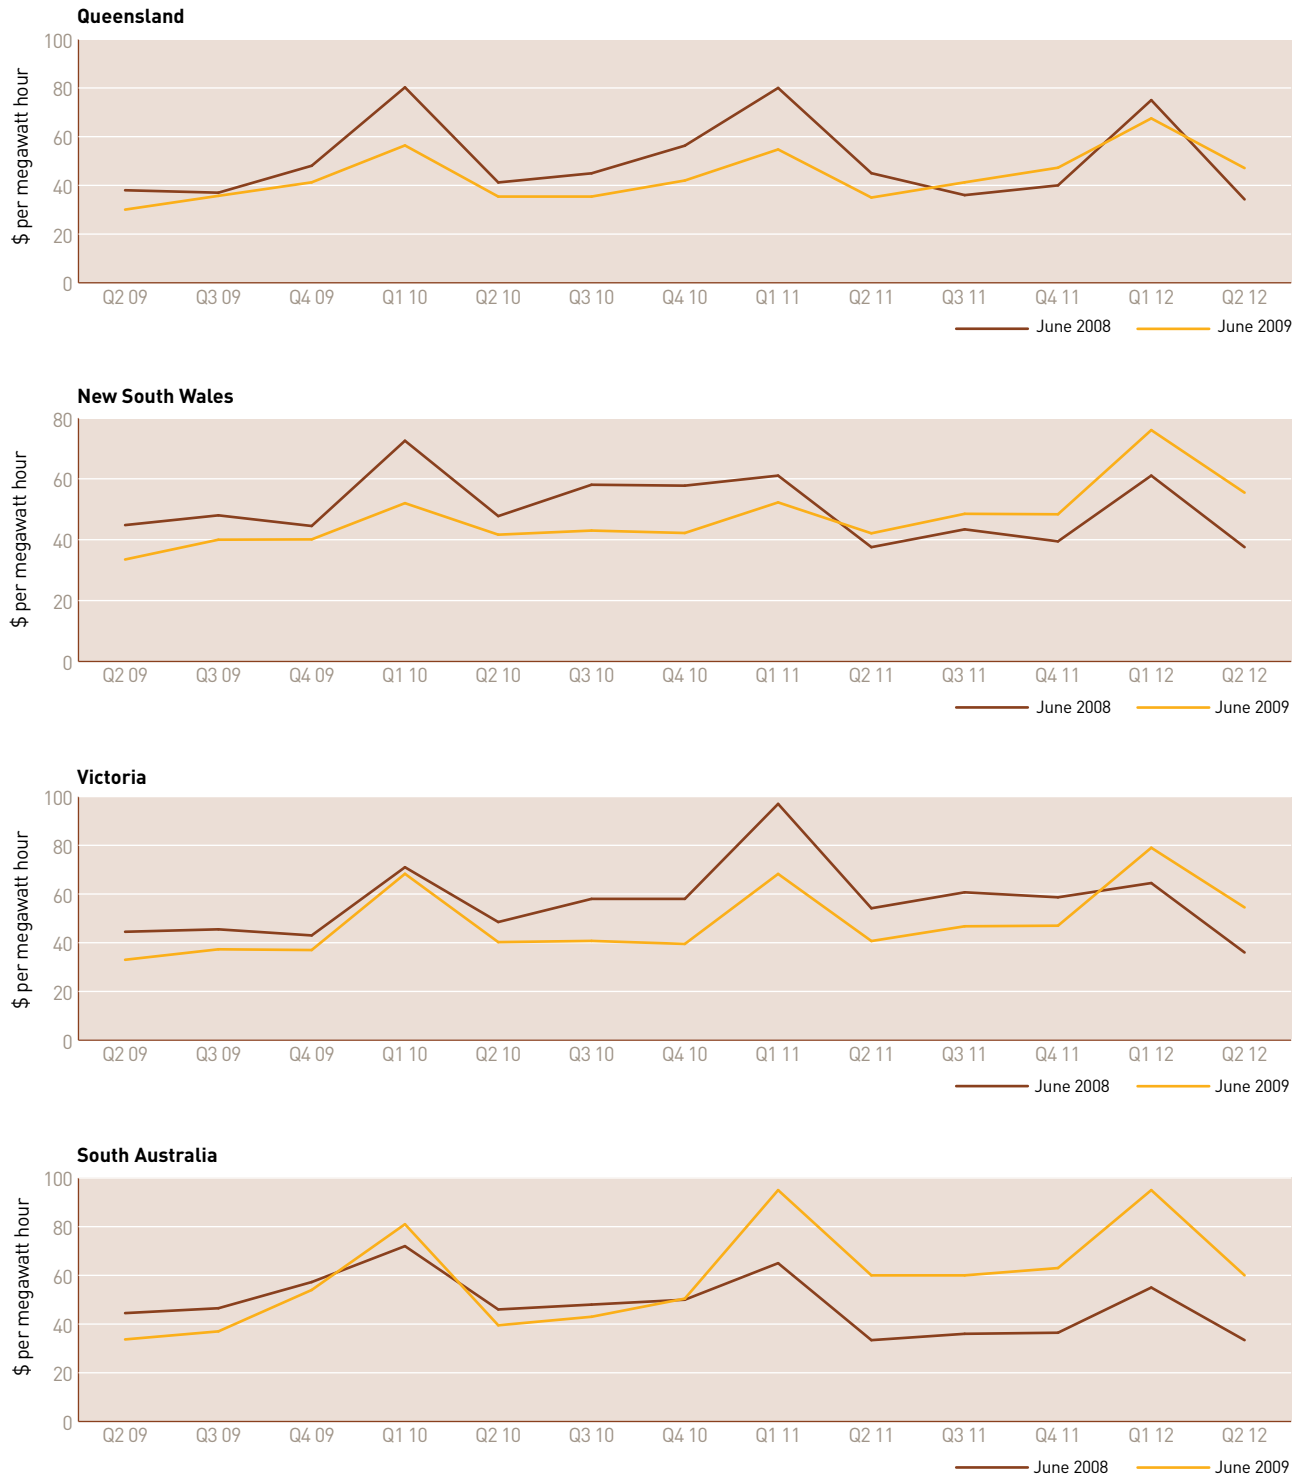 Queensland
$ per megawatt hour
100
80
60
40
20
0
Q2 09 Q3 09 Q4 09 Q1 10 Q2 10 Q3 10 Q4 10 Q1 11 Q2 11 Q3 11 Q4 11 Q1 12 Q2 12
June 2008 June 2009
New South Wales
$ per megawatt hour
80
60
40
20
0
Q2 09 Q3 09 Q4 09 Q1 10 Q2 10 Q3 10 Q4 10 Q1 11 Q2 11 Q3 11 Q4 11 Q1 12 Q2 12
June 2008 June 2009
Victoria
$ per megawatt hour
100
80
60
40
20
0
Q2 09 Q3 09 Q4 09 Q1 10 Q2 10 Q3 10 Q4 10 Q1 11 Q2 11 Q3 11 Q4 11 Q1 12 Q2 12
June 2008 June 2009
South Australia
$ per megawatt hour
100
80
60
40
20
0
Q2 09 Q3 09 Q4 09 Q1 10 Q2 10 Q3 10 Q4 10 Q1 11 Q2 11 Q3 11 Q4 11 Q1 12 Q2 12
June 2008 June 2009